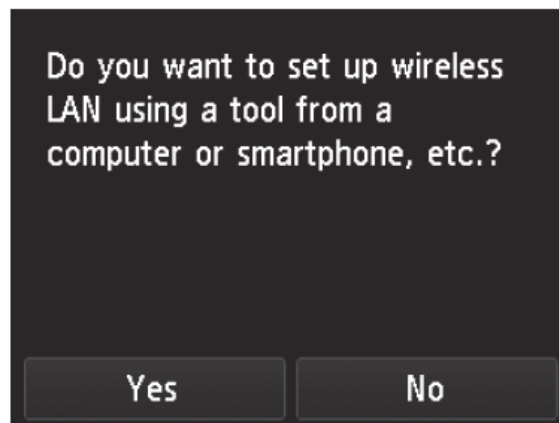 Do you want to set up wireless
LAN using a tool from a
computer or smartphone, etc.?
Yes
No